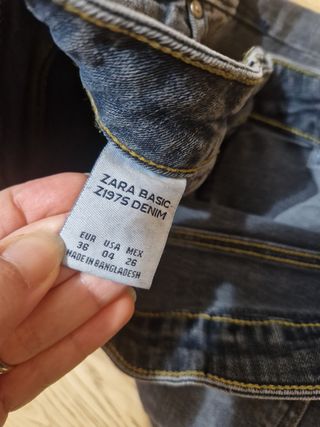 ZARA BASIC
Z1975 DENIM
EUR USA MEX
36 04 26
MADE IN BANGLADESH